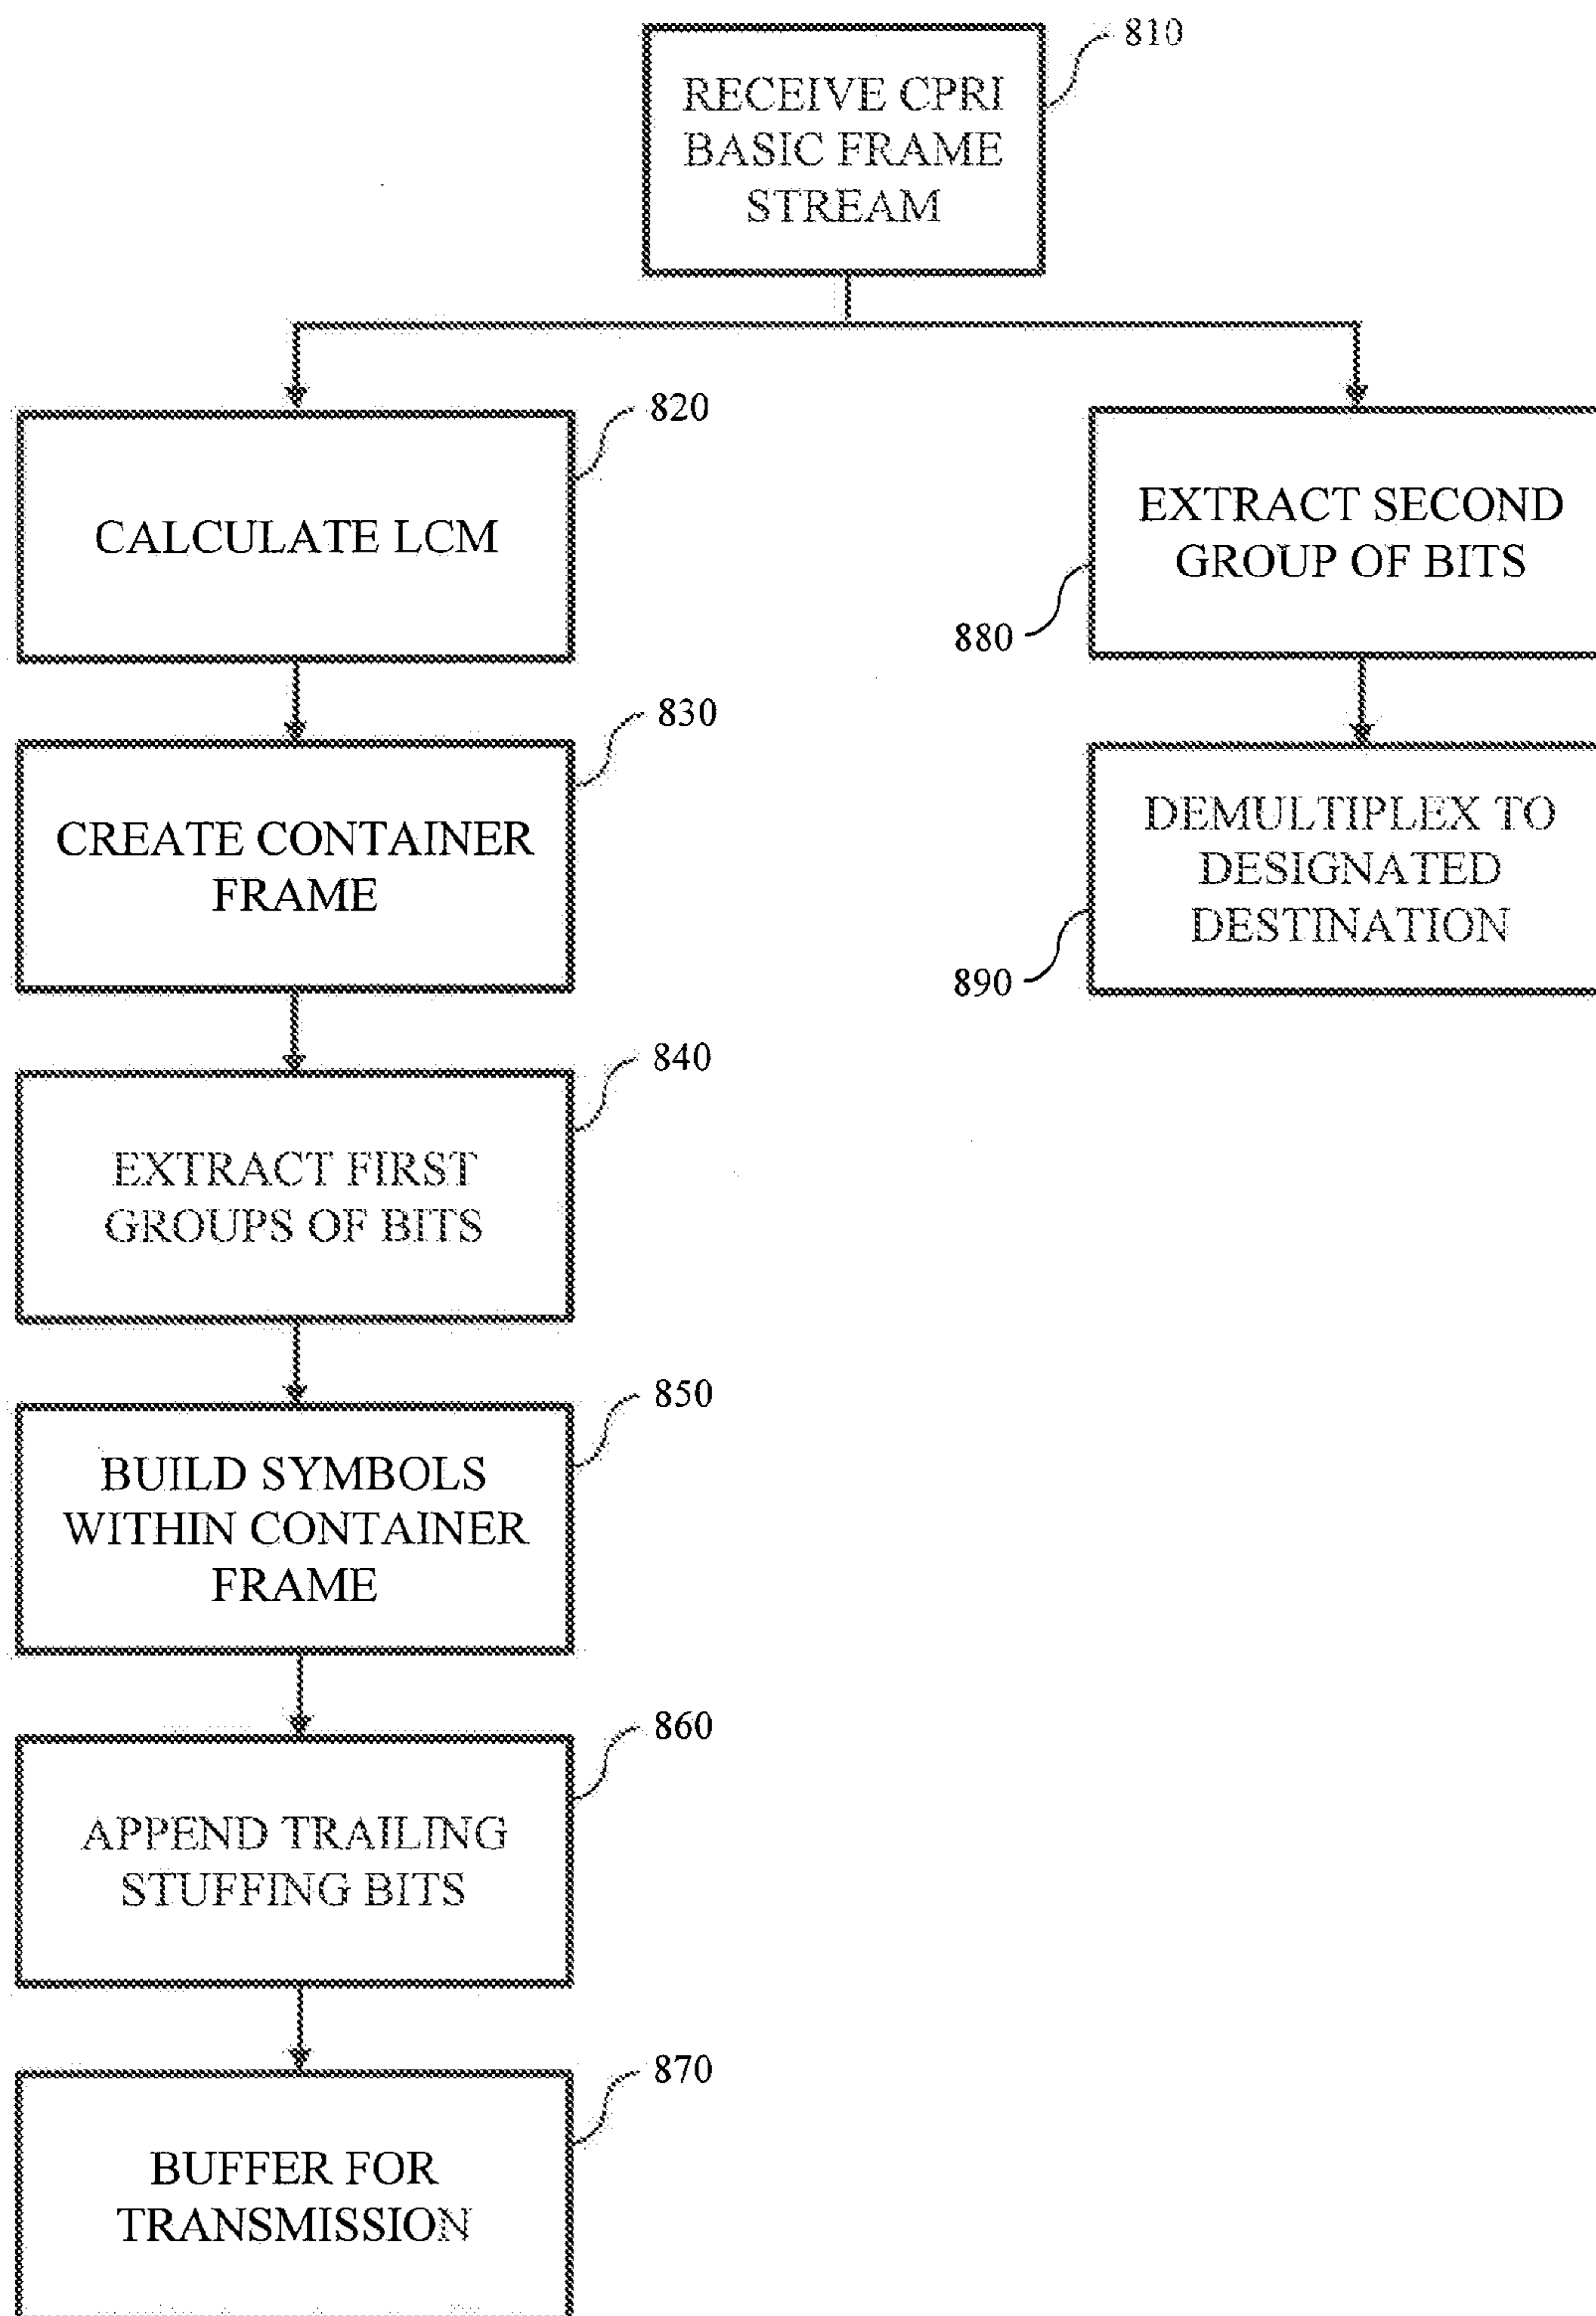 810
RECEIVE CPRI
BASIC FRAME
STREAM
820
CALCULATE LCM
EXTRACT SECOND
GROUP OF BITS
880
830
CREATE CONTAINER
FRAME
DEMULTIPLEX TO
DESIGNATED
DESTINATION
890
840
EXTRACT FIRST
GROUPS OF BITS
850
BUILD SYMBOLS
WITHIN CONTAINER
FRAME
860
APPEND TRAILING
STUFFING BITS
870
BUFFER FOR
TRANSMISSION